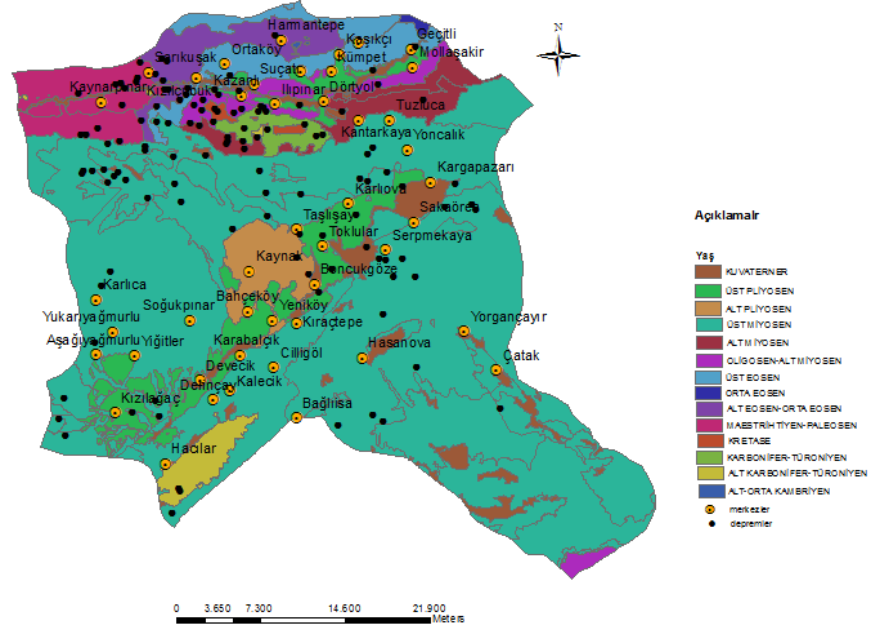 Harmantepe
Kaşıkçı
Geçitli
N
Sarıkuşak
Ortaköy
Mollaşakir
Suçatı
Kümpet
Kaynarpınar
Kızılçubuk
Kazanlı
Ilıpınar
Dörtyol
Tuzluca
Kantarkaya
Yoncalık
Kargapazarı
Karlıova
Sakaören
Taşlışay
Toklular
Serpmekaya
Kaynak
Boncukgöze
Karlıca
Soğukpınar
Bahçeköy
Yeniköy
Yukarıyağmurlu
Kıraçtepe
Yorgançayır
Aşağıyağmurlu
Yiğitler
Karabalçık
Cilligöl
Hasanova
Çatak
Devecik
Delinçay
Kalecik
Kızılağaç
Bağlıisa
Hacılar
Açıklamalr
Yaş
KUVATERNER
ÜST PLİYOSEN
ALT PLİYOSEN
ÜST MİYOSEN
ALT MİYOSEN
OLİGOSEN-ALT MİYOSEN
ÜST EOSEN
ORTA EOSEN
ALT EOSEN-ORTA EOSEN
MAESTRİHTİYEN-PALEOSEN
KRETASE
KARBONİFER-TÜRONİYEN
ALT KARBONİFER-TÜRONİYEN
ALT-ORTA KAMBRİYEN
merkezler
depremler
0 3.650 7.300 14.600 21.900
Meters